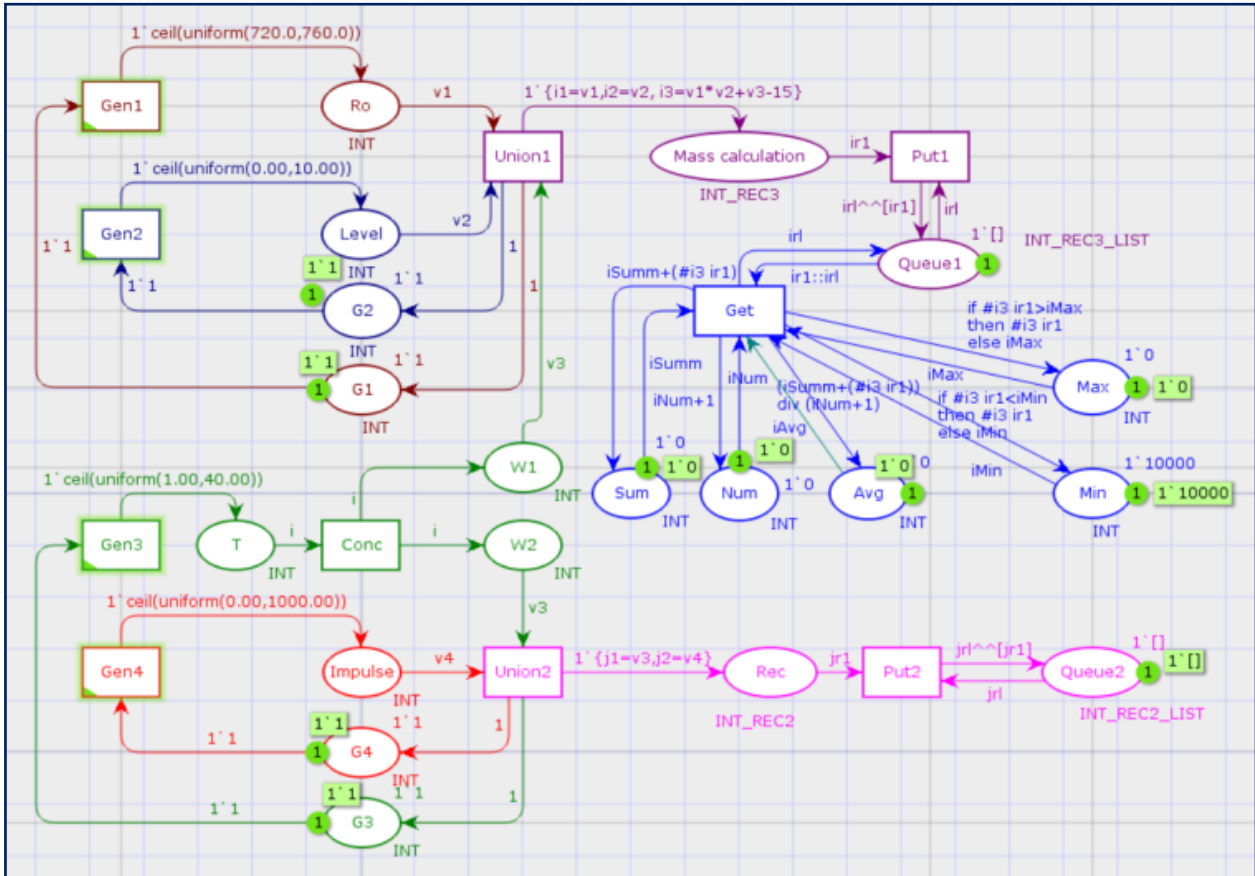 1`ceil(uniform(720.0,760.0))
Gen1
Ro
v1
INT
1`{i1=v1,i2=v2, i3=v1*v2+v3-15}
Union1
Mass calculation
INT_REC3
ir1
Put1
1`ceil(uniform(0.00,10.00))
Gen2
Level
v2
INT
1`1
1`1
1`1
1
1`1
G2
INT
1
1
irl^^[ir1]
irl
1`[]
INT_REC3_LIST
Queue1
1
irl
ir1::irl
iSumm+(#i3 ir1)
Get
1`1
1
1`1
G1
INT
v3
iSumm
iNum+1
iNum
(iSumm+(#i3 ir1))
div (iNum+1)
iAvg
if #i3 ir1>iMax
then #i3 ir1
else iMax
iMax
1`0
Max
1
1`0
INT
if #i3 ir1<iMin
then #i3 ir1
else iMin
iMin
1`10000
Min
1
1`10000
INT
1`0
1
1`0
Sum
INT
1
1`0
1`0
Num
INT
1`0
0
Avg
1
INT
1`ceil(uniform(1.00,40.00))
Gen3
T
INT
i
Conc
i
i
W1
INT
W2
INT
v3
1`ceil(uniform(0.00,1000.00))
Gen4
Impulse
INT
v4
Union2
1`{j1=v3,j2=v4}
Rec
INT_REC2
jr1
Put2
jrl^^[jr1]
jrl
1`[]
Queue2
1
1`[]
INT_REC2_LIST
1`1
1`1
1
1`1
G4
INT
1
1`1
1`1
1
1`1
G3
INT
1